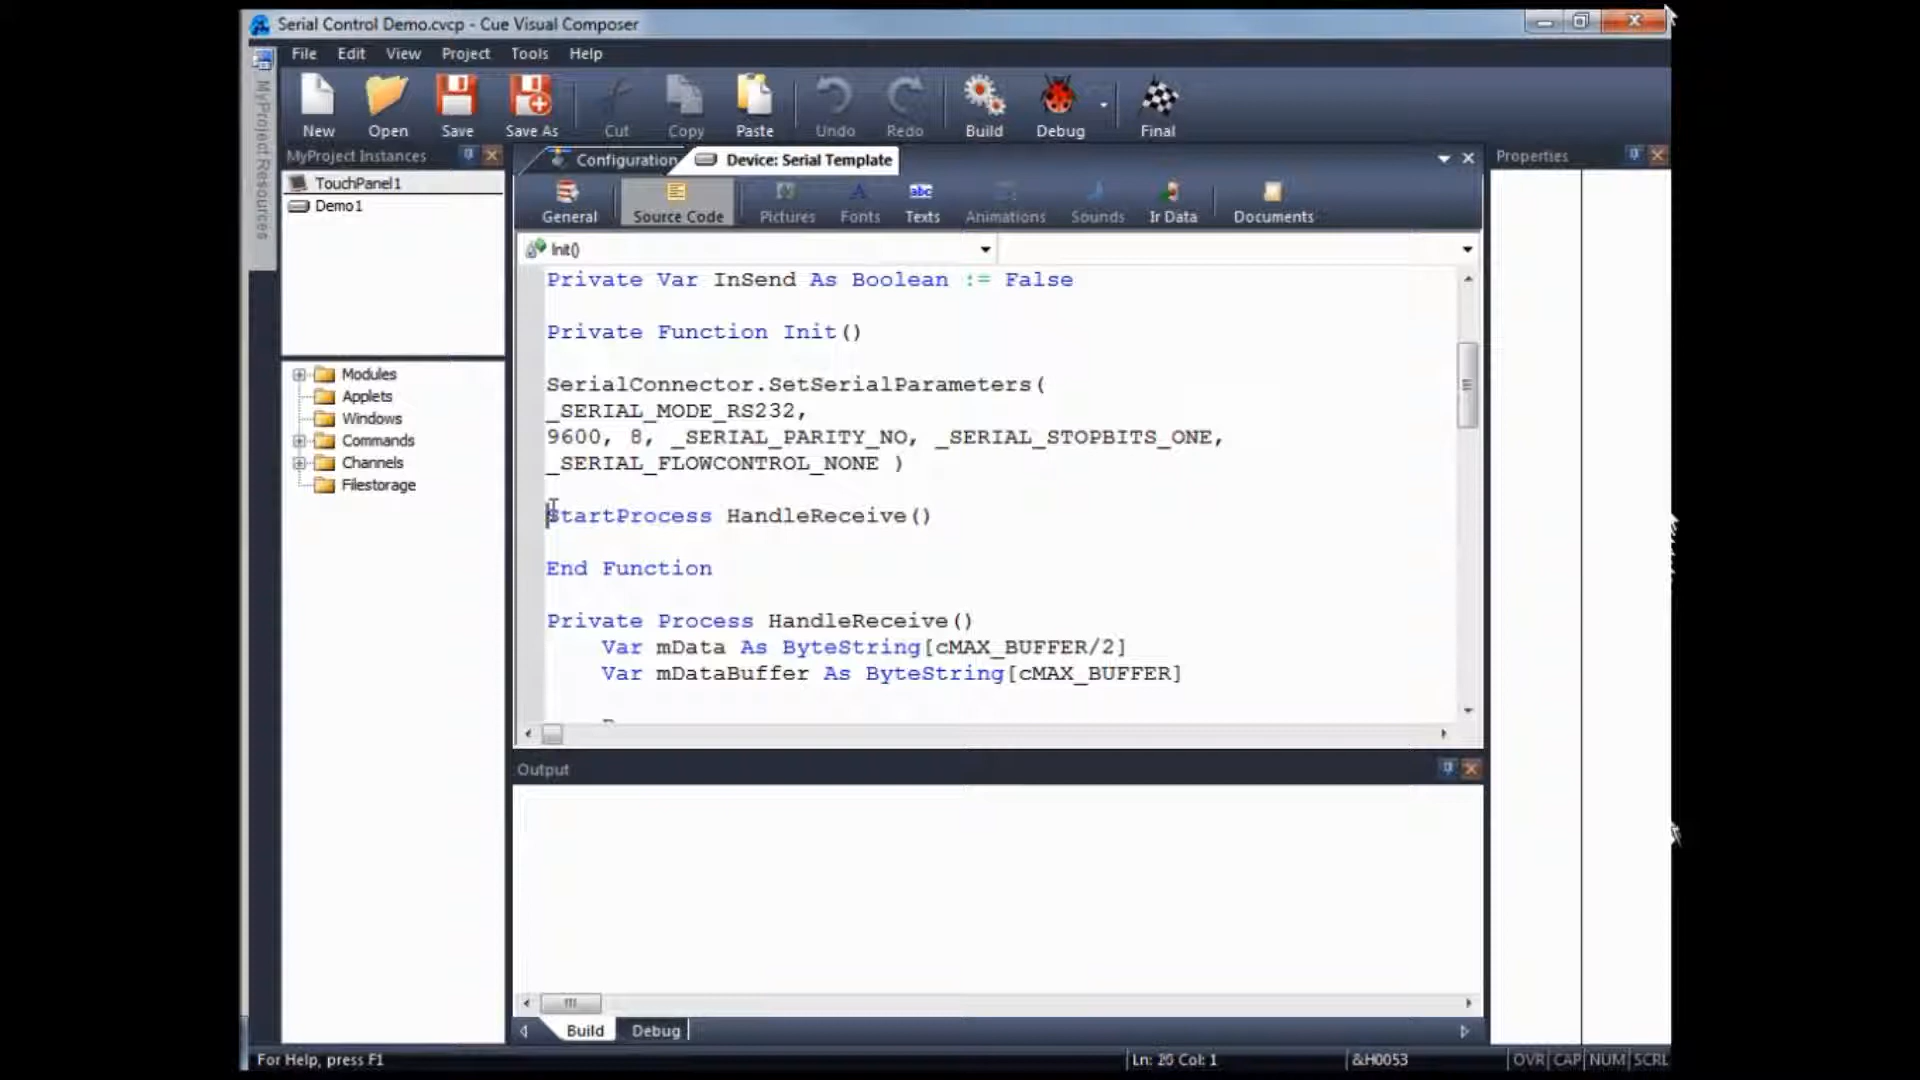 Serial Control Demo.cvcp - Cue Visual Composer
File Edit View Project Tools Help
New Open Save Save As Cut Copy Paste Undo Redo Build Debug Final
MyProject Resources
MyProject Instances
TouchPanel1
Demo1
Modules
Applets
Windows
Commands
Channels
Filestorage
Configuration Device: Serial Template
General Source Code Pictures Fonts Texts Animations Sounds Ir Data Documents
Init()
Private Var InSend As Boolean := False
Private Function Init()
SerialConnector.SetSerialParameters(
_SERIAL_MODE_RS232,
9600, 8, _SERIAL_PARITY_NO, _SERIAL_STOPBITS_ONE,
_SERIAL_FLOWCONTROL_NONE )
StartProcess HandleReceive()
End Function
Private Process HandleReceive()
Var mData As ByteString[cMAX_BUFFER/2]
Var mDataBuffer As ByteString[cMAX_BUFFER]
Properties
Output
Build Debug
For Help, press F1
Ln: 20 Col: 1
&H0053
OVR CAP NUM SCRL